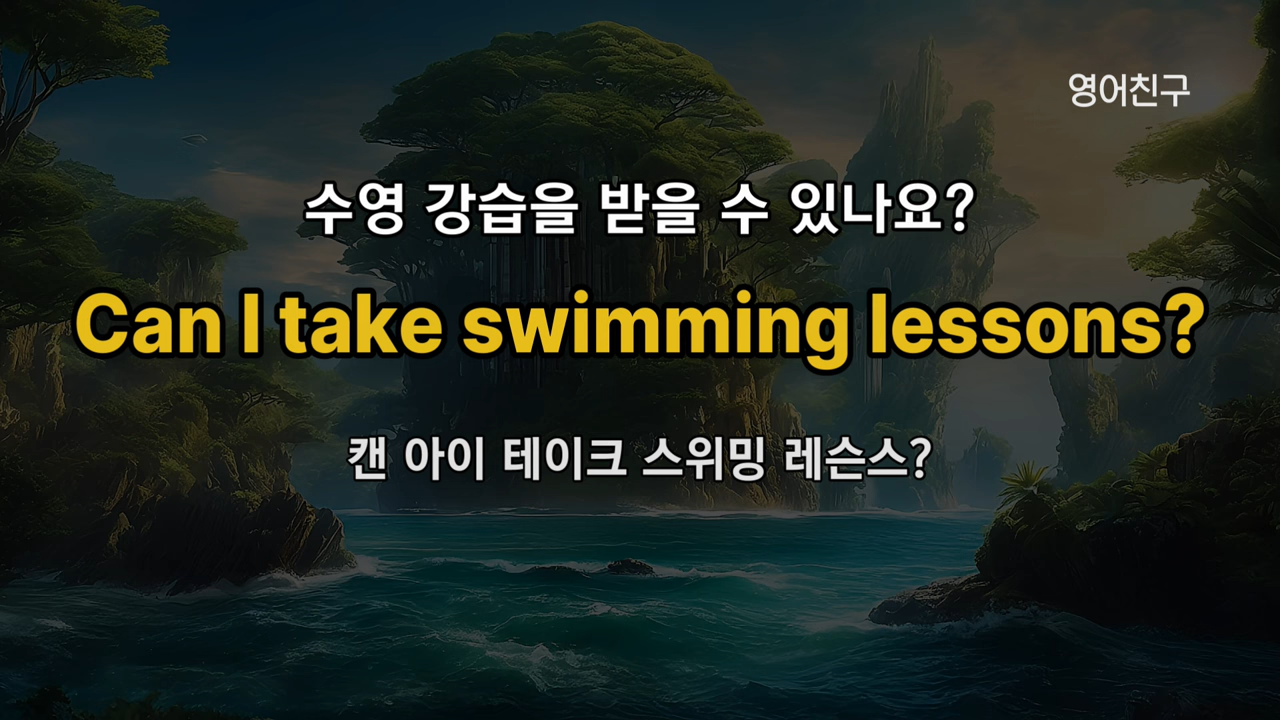 영어친구
수영 강습을 받을 수 있나요?
Can I take swimming lessons?
캔 아이 테이크 스위밍 레슨스?